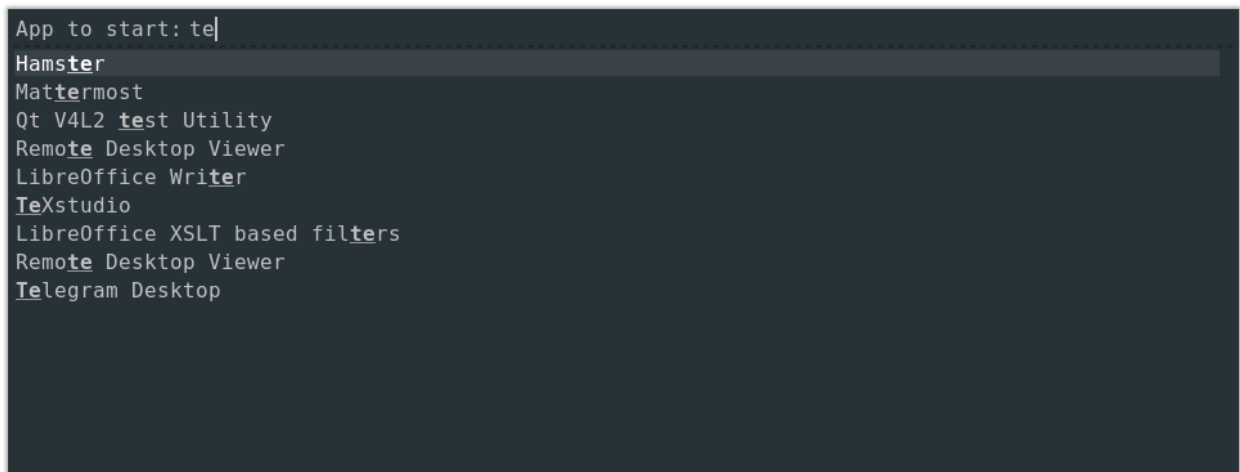 App to start: te
Hamster
Mattermost
Qt V4L2 test Utility
Remote Desktop Viewer
LibreOffice Writer
TeXstudio
LibreOffice XSLT based filters
Remote Desktop Viewer
Telegram Desktop